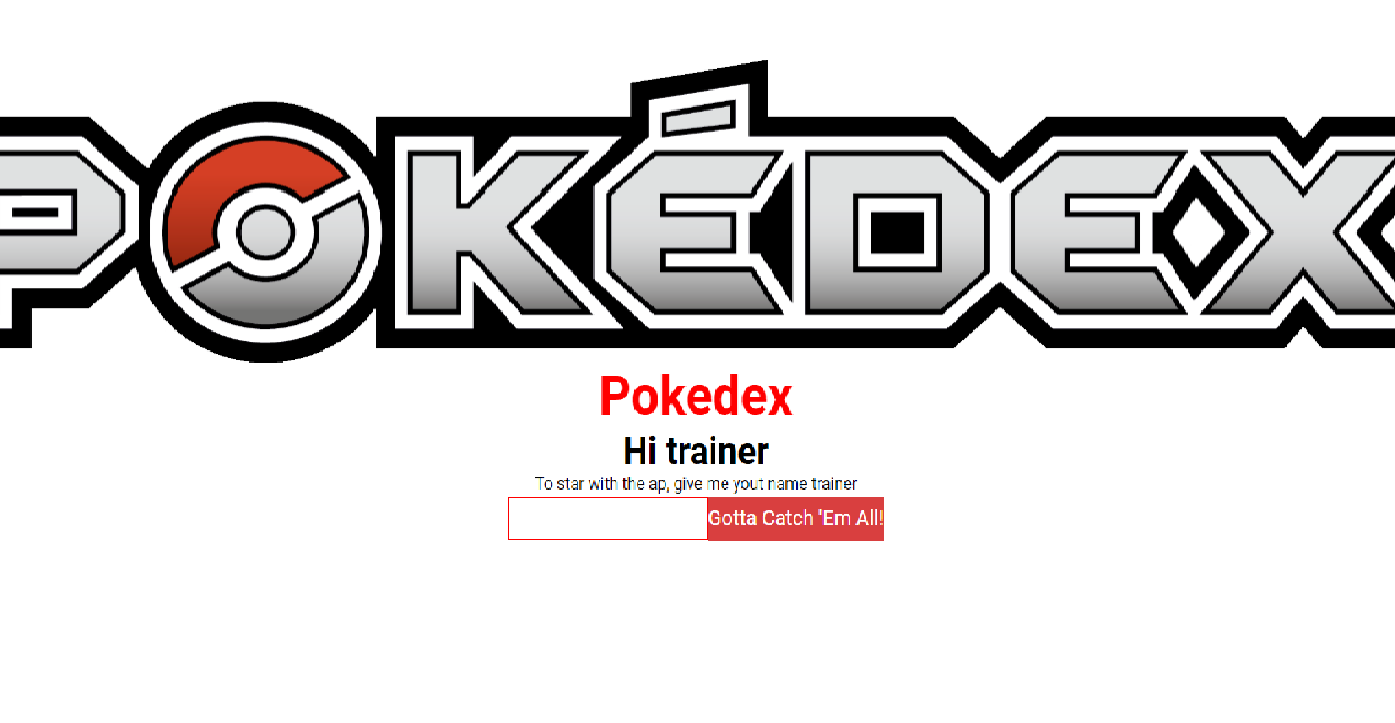 POKÉDEX
Pokedex
Hi trainer
To star with the ap, give me yout name trainer
Gotta Catch 'Em All!